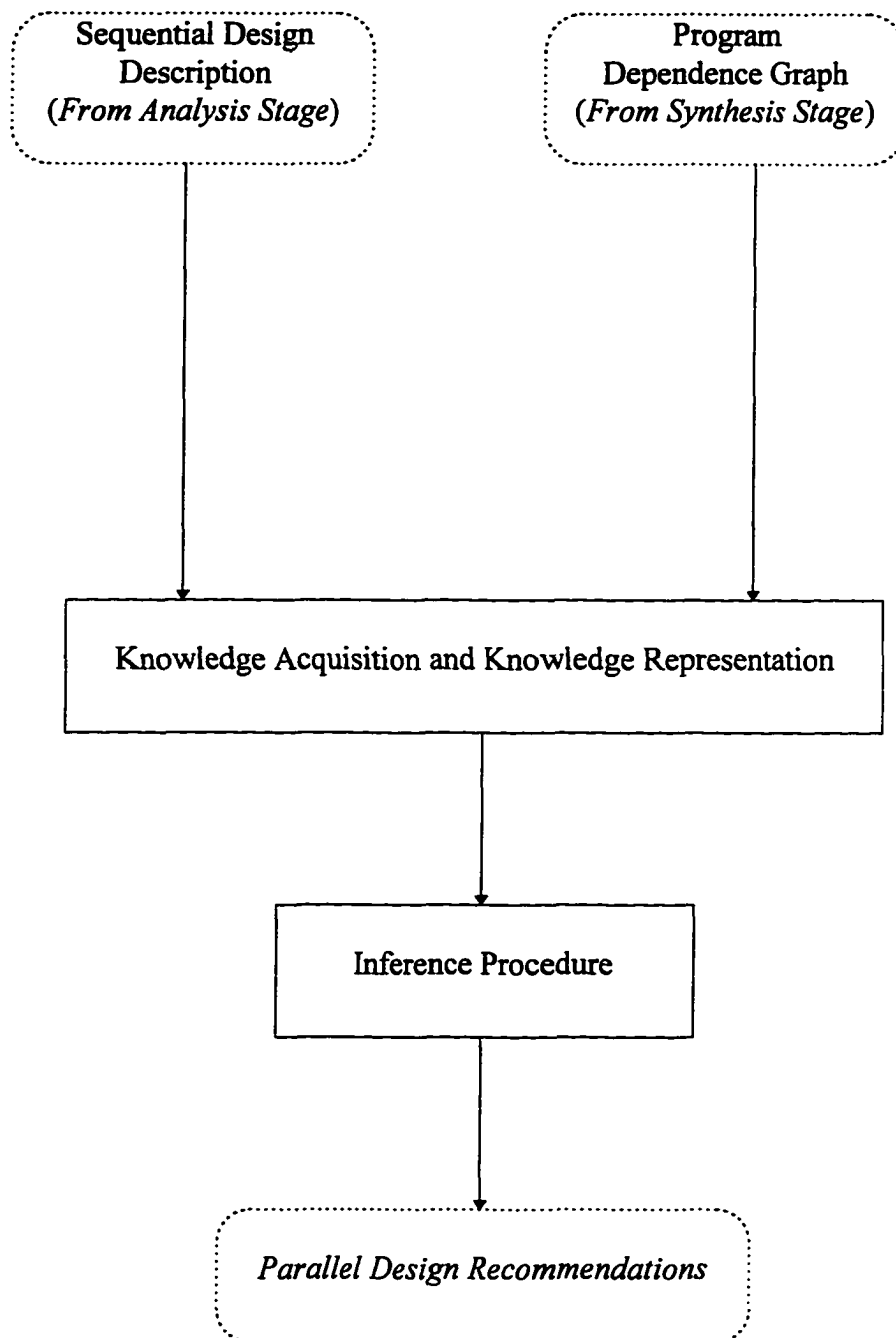 Sequential Design
Description
(From Analysis Stage)
Program
Dependence Graph
(From Synthesis Stage)
Knowledge Acquisition and Knowledge Representation
Inference Procedure
Parallel Design Recommendations